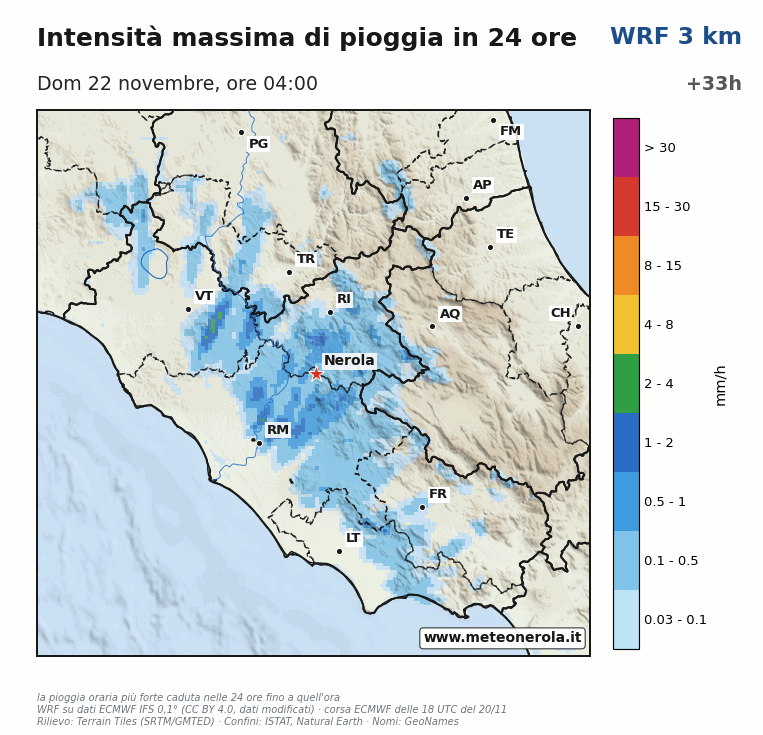 Intensità massima di pioggia in 24 ore
WRF 3 km
Dom 22 novembre, ore 04:00
+33h
FM
PG
AP
TE
TR
VT
RI
AQ
CH
Nerola
RM
FR
LT
www.meteonerola.it
> 30
15 - 30
8 - 15
4 - 8
2 - 4
1 - 2
0.5 - 1
0.1 - 0.5
0.03 - 0.1
mm/h
la pioggia oraria più forte caduta nelle 24 ore fino a quell'ora
WRF su dati ECMWF IFS 0,1° (CC BY 4.0, dati modificati) · corsa ECMWF delle 18 UTC del 20/11
Rilievo: Terrain Tiles (SRTM/GMTED) · Confini: ISTAT, Natural Earth · Nomi: GeoNames